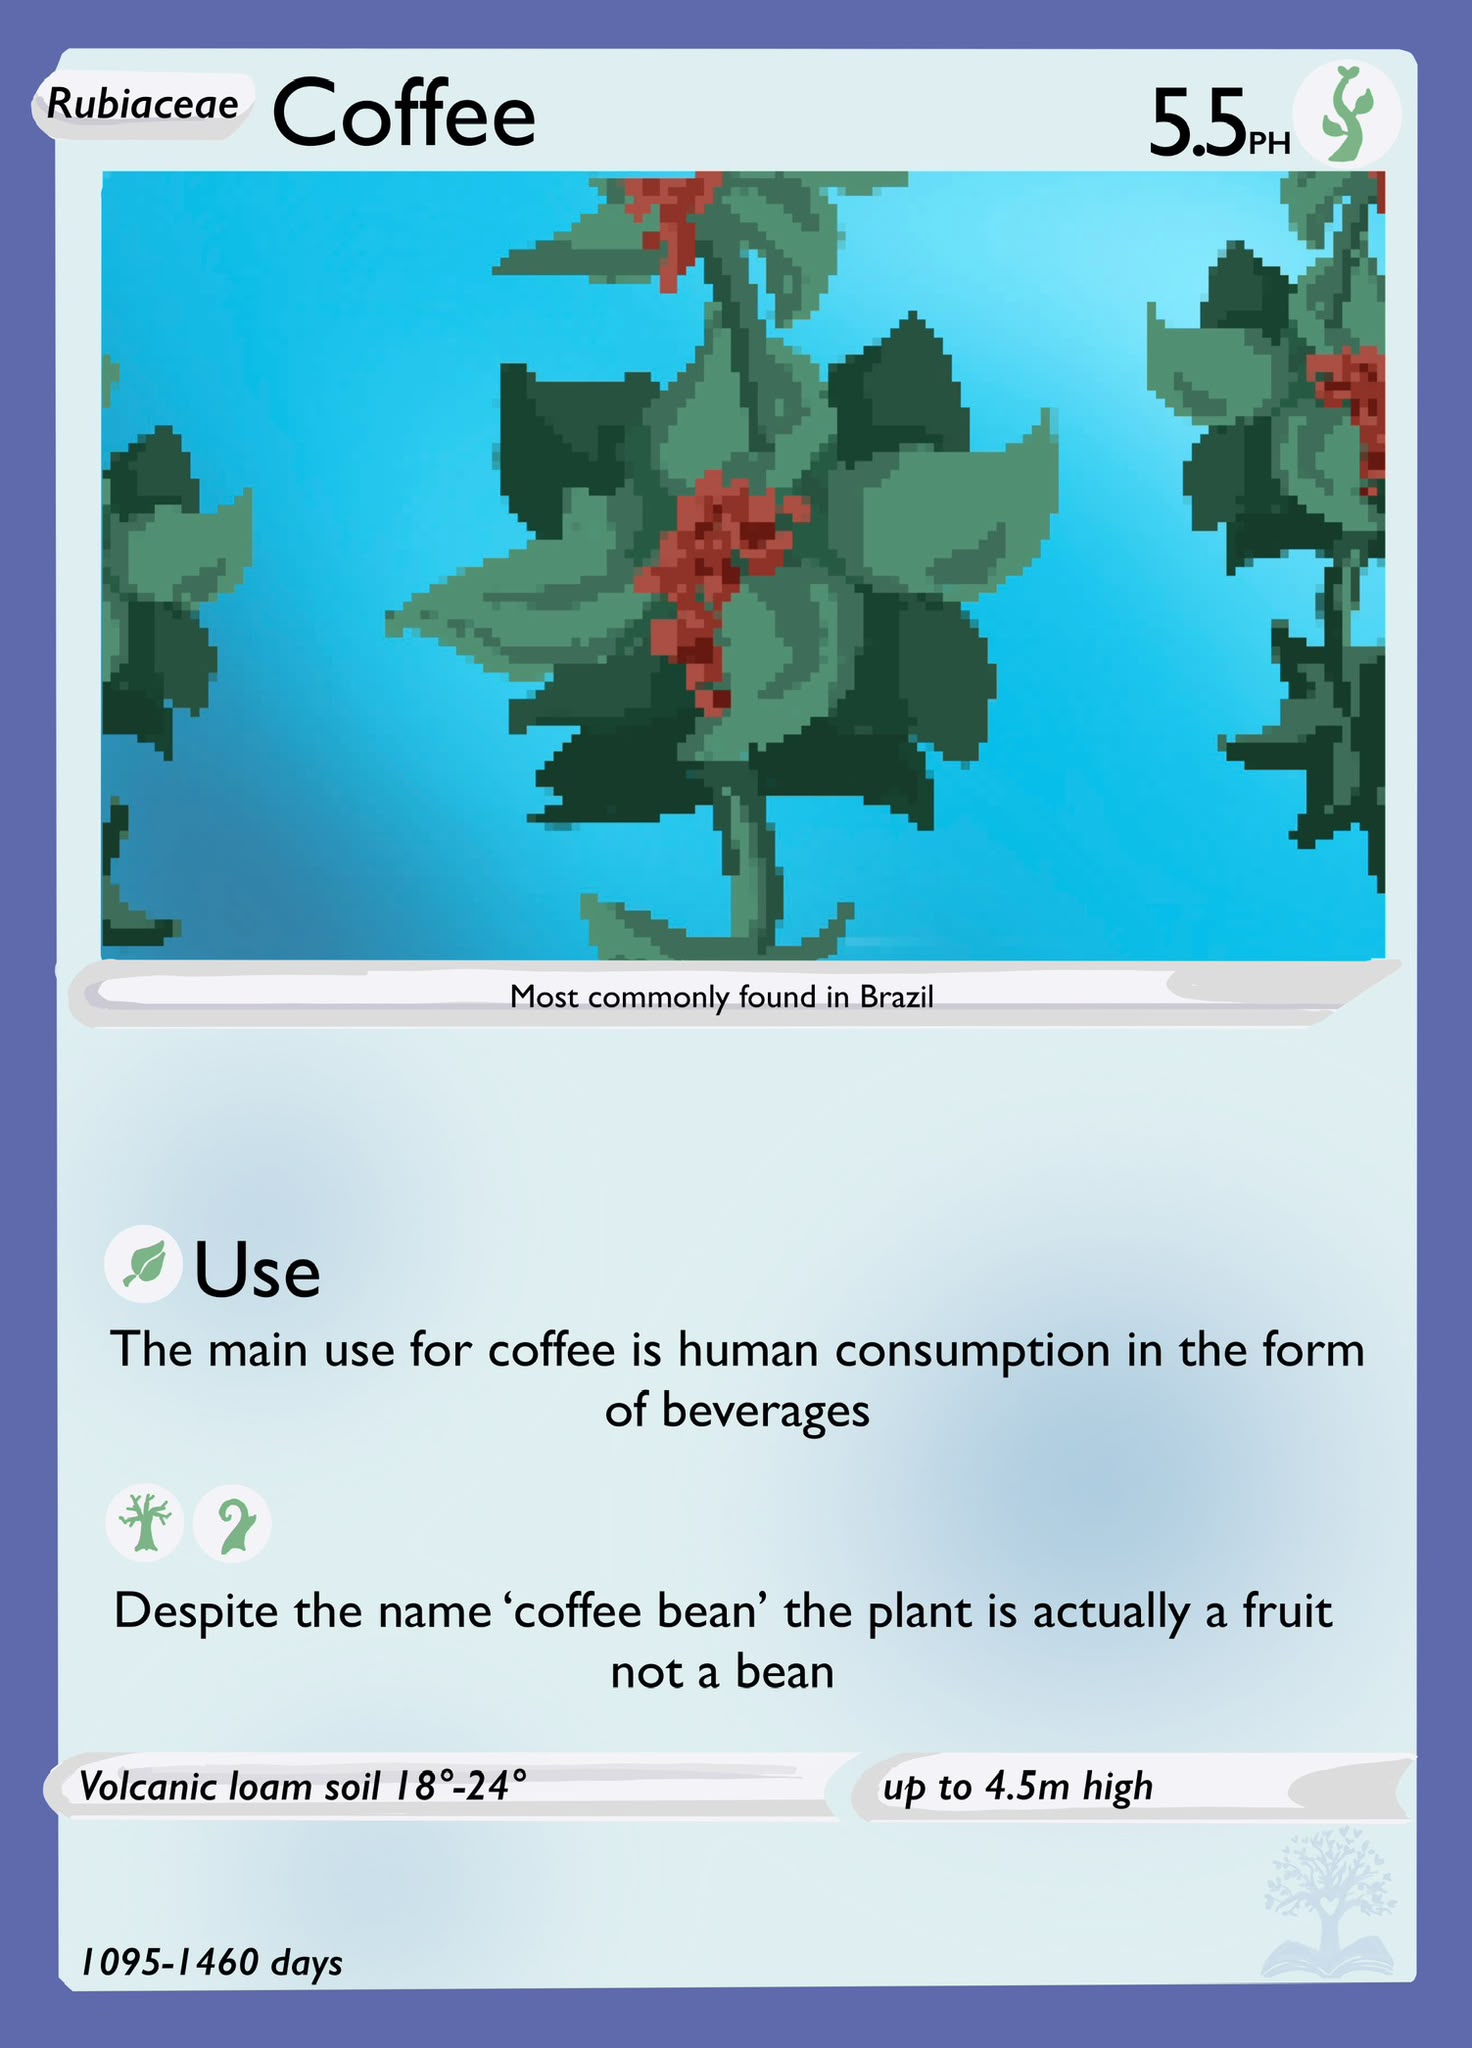 Rubiaceae
Coffee
5.5PH
Most commonly found in Brazil
Use
The main use for coffee is human consumption in the form
of beverages
Despite the name ‘coffee bean’ the plant is actually a fruit
not a bean
Volcanic loam soil 18°-24°
up to 4.5m high
1095-1460 days